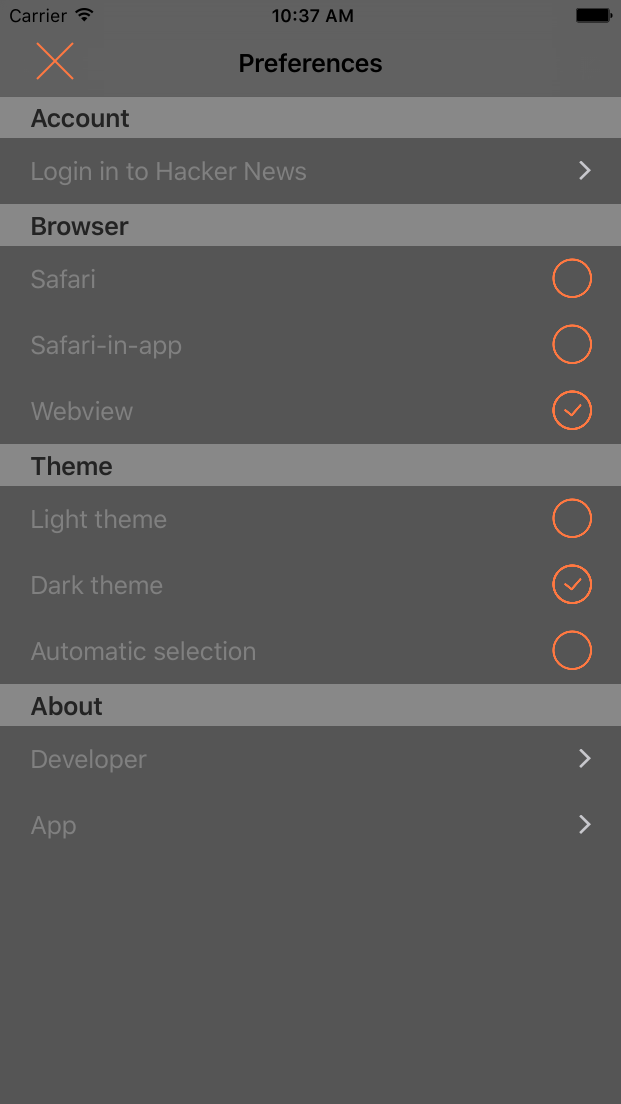 Carrier 10:37 AM
Preferences
Account
Login in to Hacker News
Browser
Safari
Safari-in-app
Webview
Theme
Light theme
Dark theme
Automatic selection
About
Developer
App